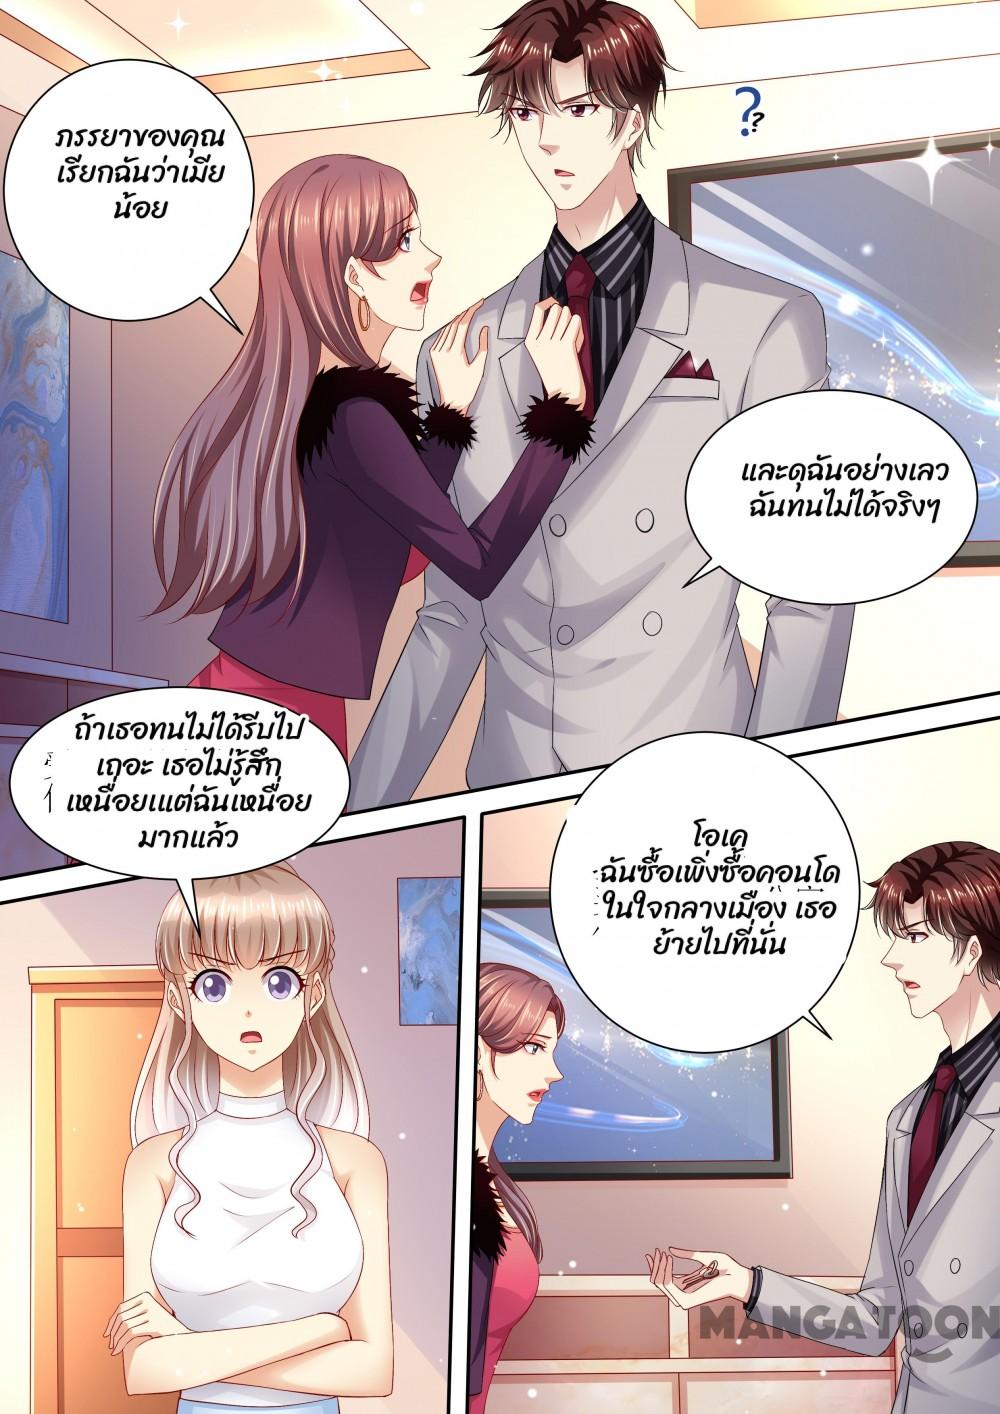 ภรรยาของคุณ
เรียกฉันว่าเมีย
น้อย
?
?
และดุฉันอย่างเลว
ฉันทนไม่ได้จริงๆ
ถ้าเธอทนไม่ได้รีบไป
เถอะ เธอไม่รู้สึก
เหนื่อยแต่ฉันเหนื่อย
มากแล้ว
โอเค
ฉันซื้อเพิ่งซื้อคอนโด
ในใจกลางเมือง เธอ
ย้ายไปที่นั่น
MANGATOON